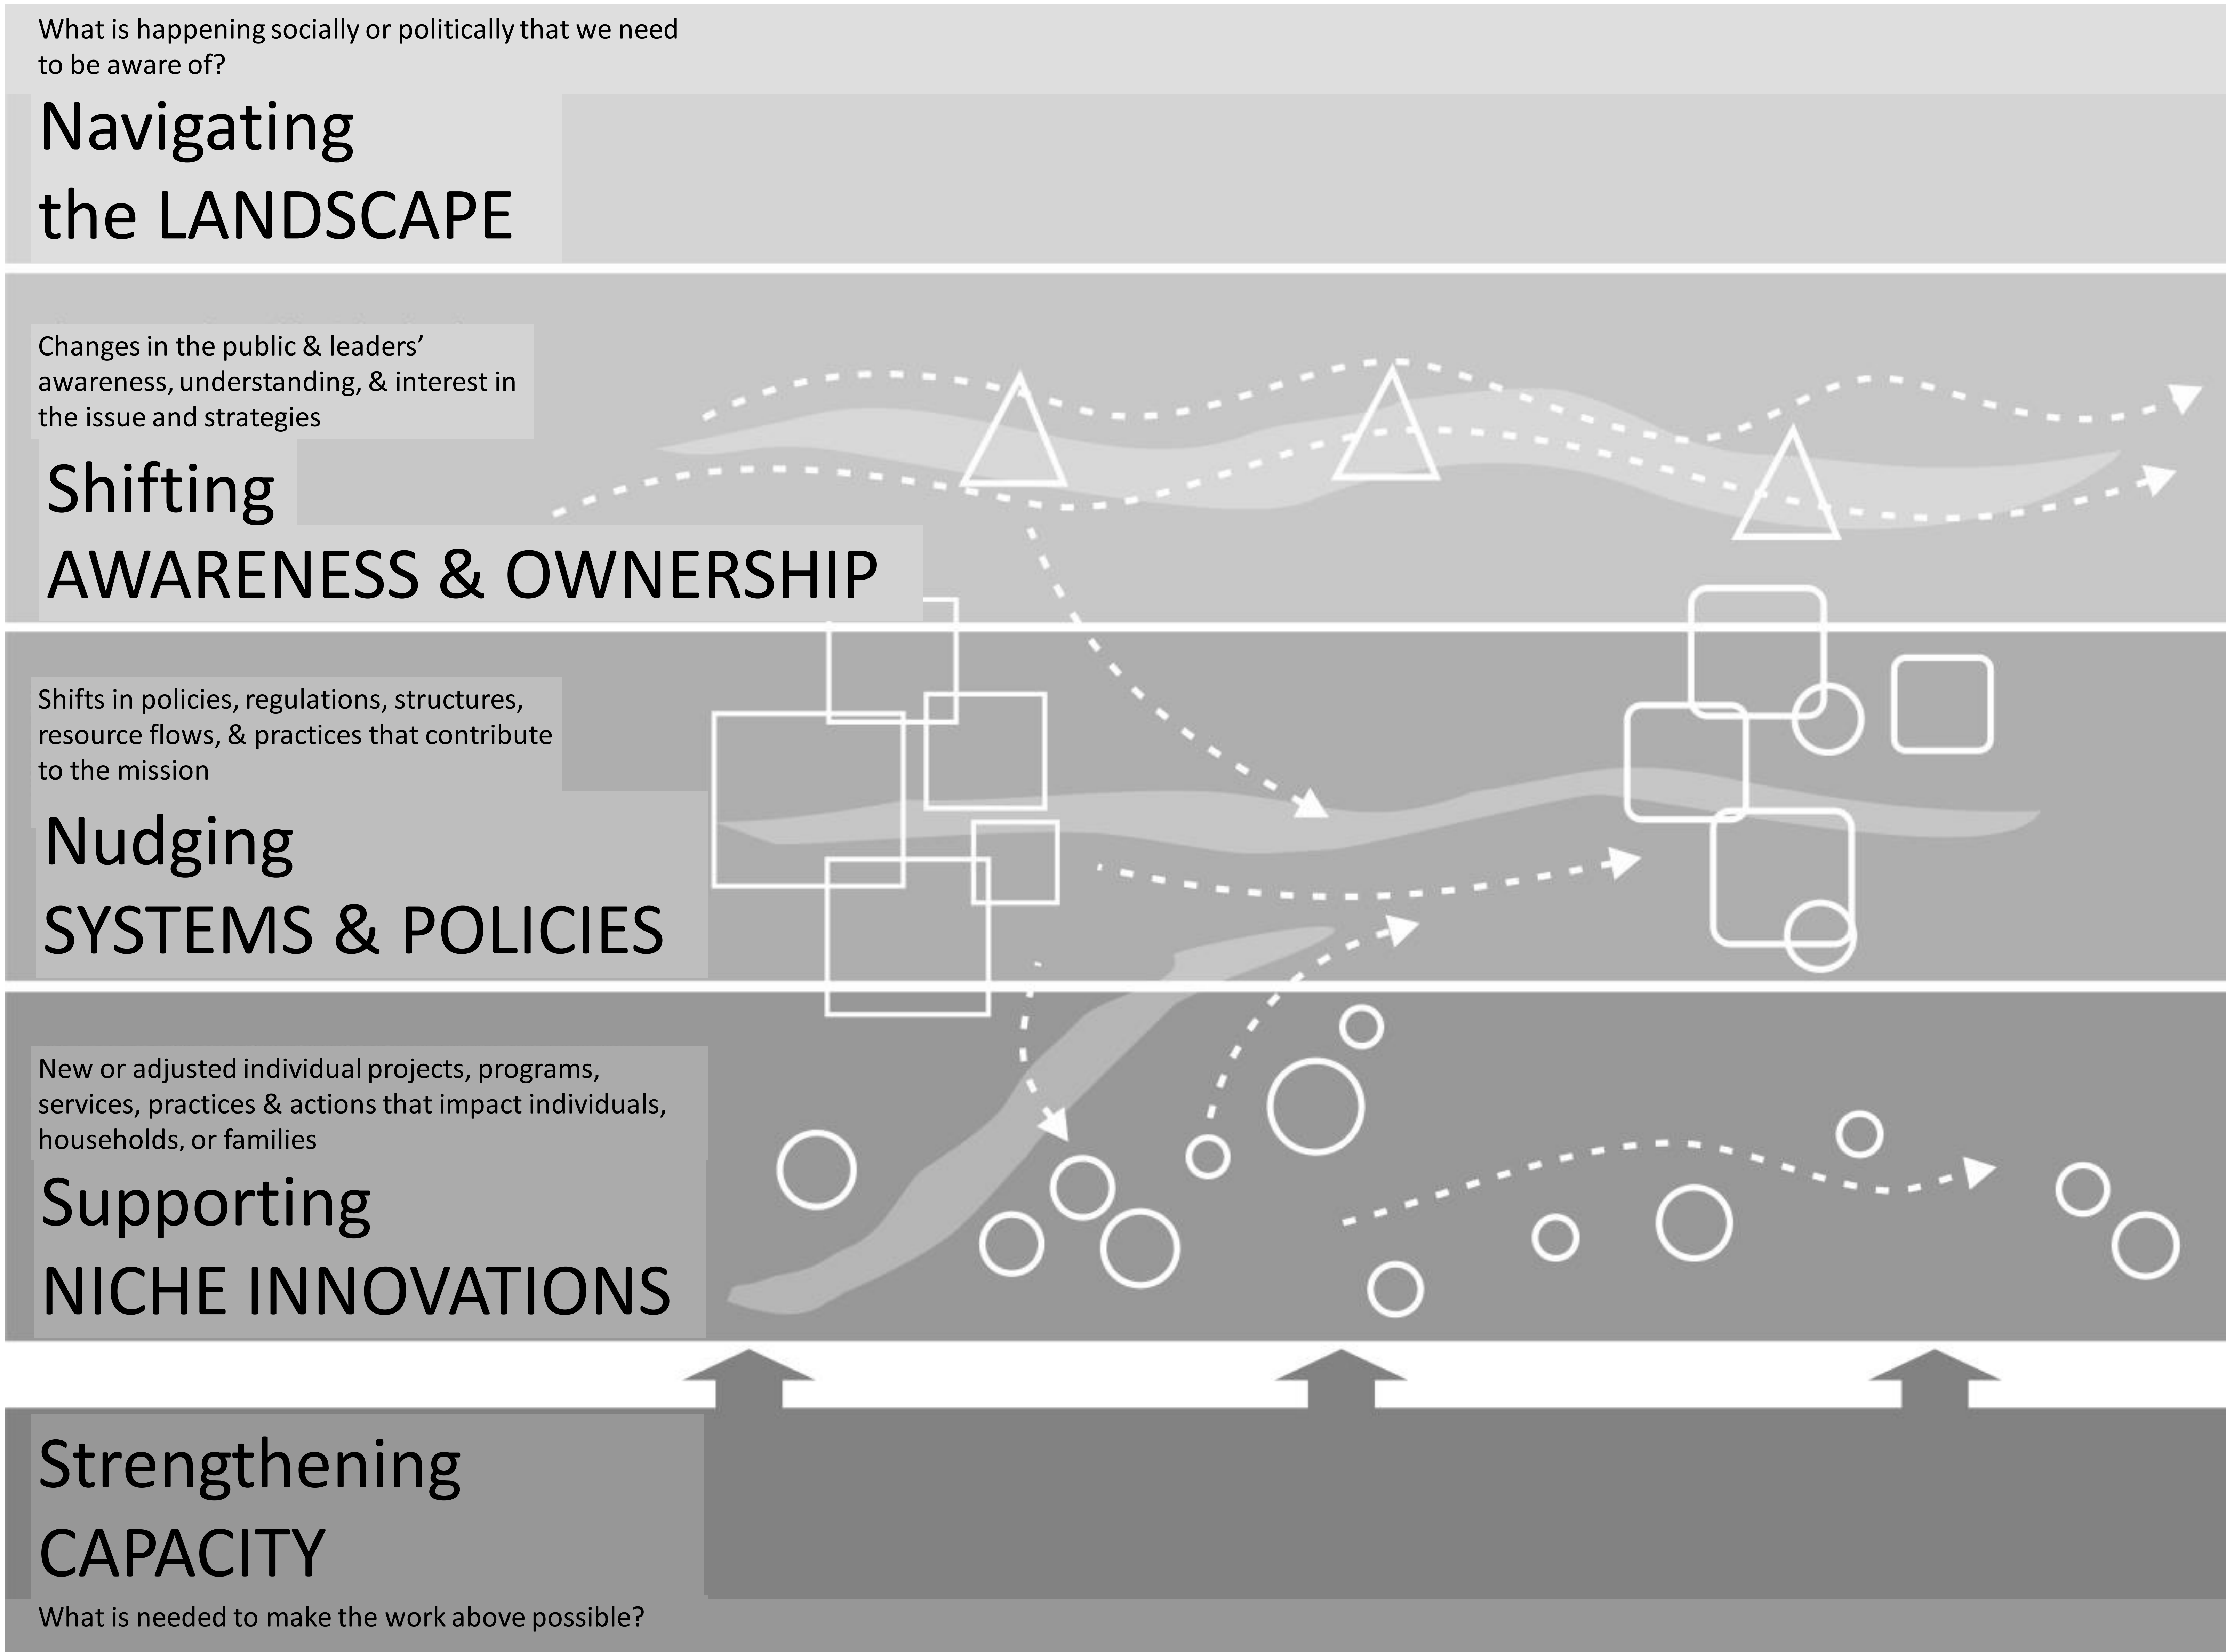 What is happening socially or politically that we need
to be aware of?
Navigating
the LANDSCAPE
Changes in the public & leaders’
awareness, understanding, & interest in
the issue and strategies
Shifting
AWARENESS & OWNERSHIP
Shifts in policies, regulations, structures,
resource flows, & practices that contribute
to the mission
Nudging
SYSTEMS & POLICIES
New or adjusted individual projects, programs,
services, practices & actions that impact individuals,
households, or families
Supporting
NICHE INNOVATIONS
Strengthening
CAPACITY
What is needed to make the work above possible?